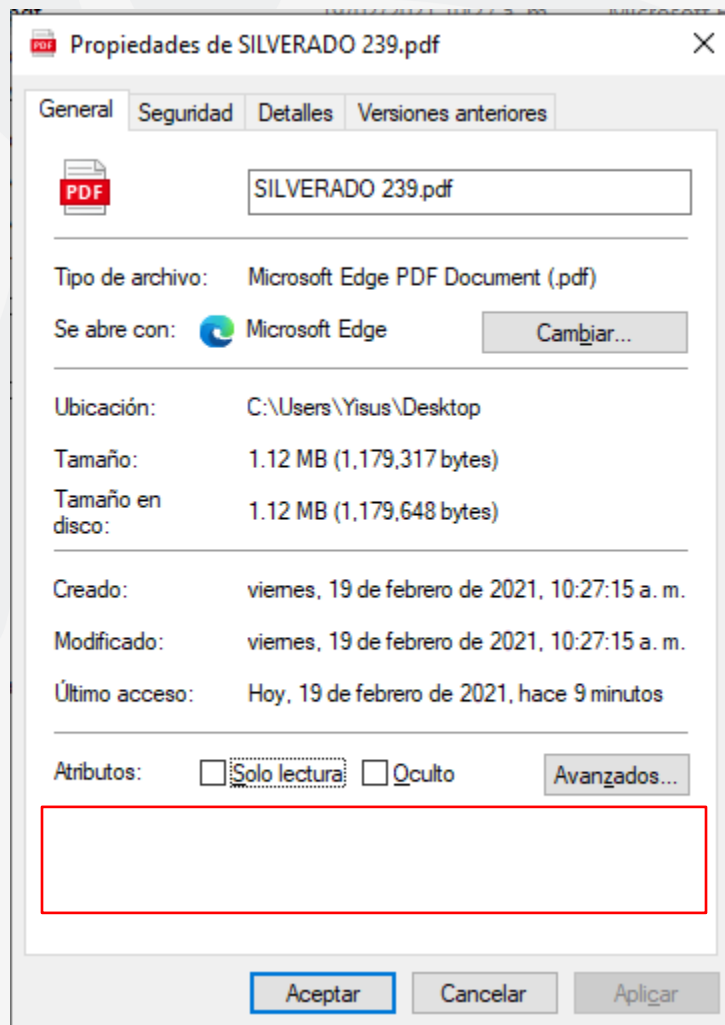 Propiedades de SILVERADO 239.pdf
General Seguridad Detalles Versiones anteriores
PDF
SILVERADO 239.pdf
Tipo de archivo: Microsoft Edge PDF Document (.pdf)
Se abre con: Microsoft Edge Cambiar...
Ubicación: C:\Users\Yisus\Desktop
Tamaño: 1.12 MB (1,179,317 bytes)
Tamaño en disco: 1.12 MB (1,179,648 bytes)
Creado: viernes, 19 de febrero de 2021, 10:27:15 a. m.
Modificado: viernes, 19 de febrero de 2021, 10:27:15 a. m.
Último acceso: Hoy, 19 de febrero de 2021, hace 9 minutos
Atributos: Solo lectura Oculto Avanzados...
Aceptar Cancelar Aplicar